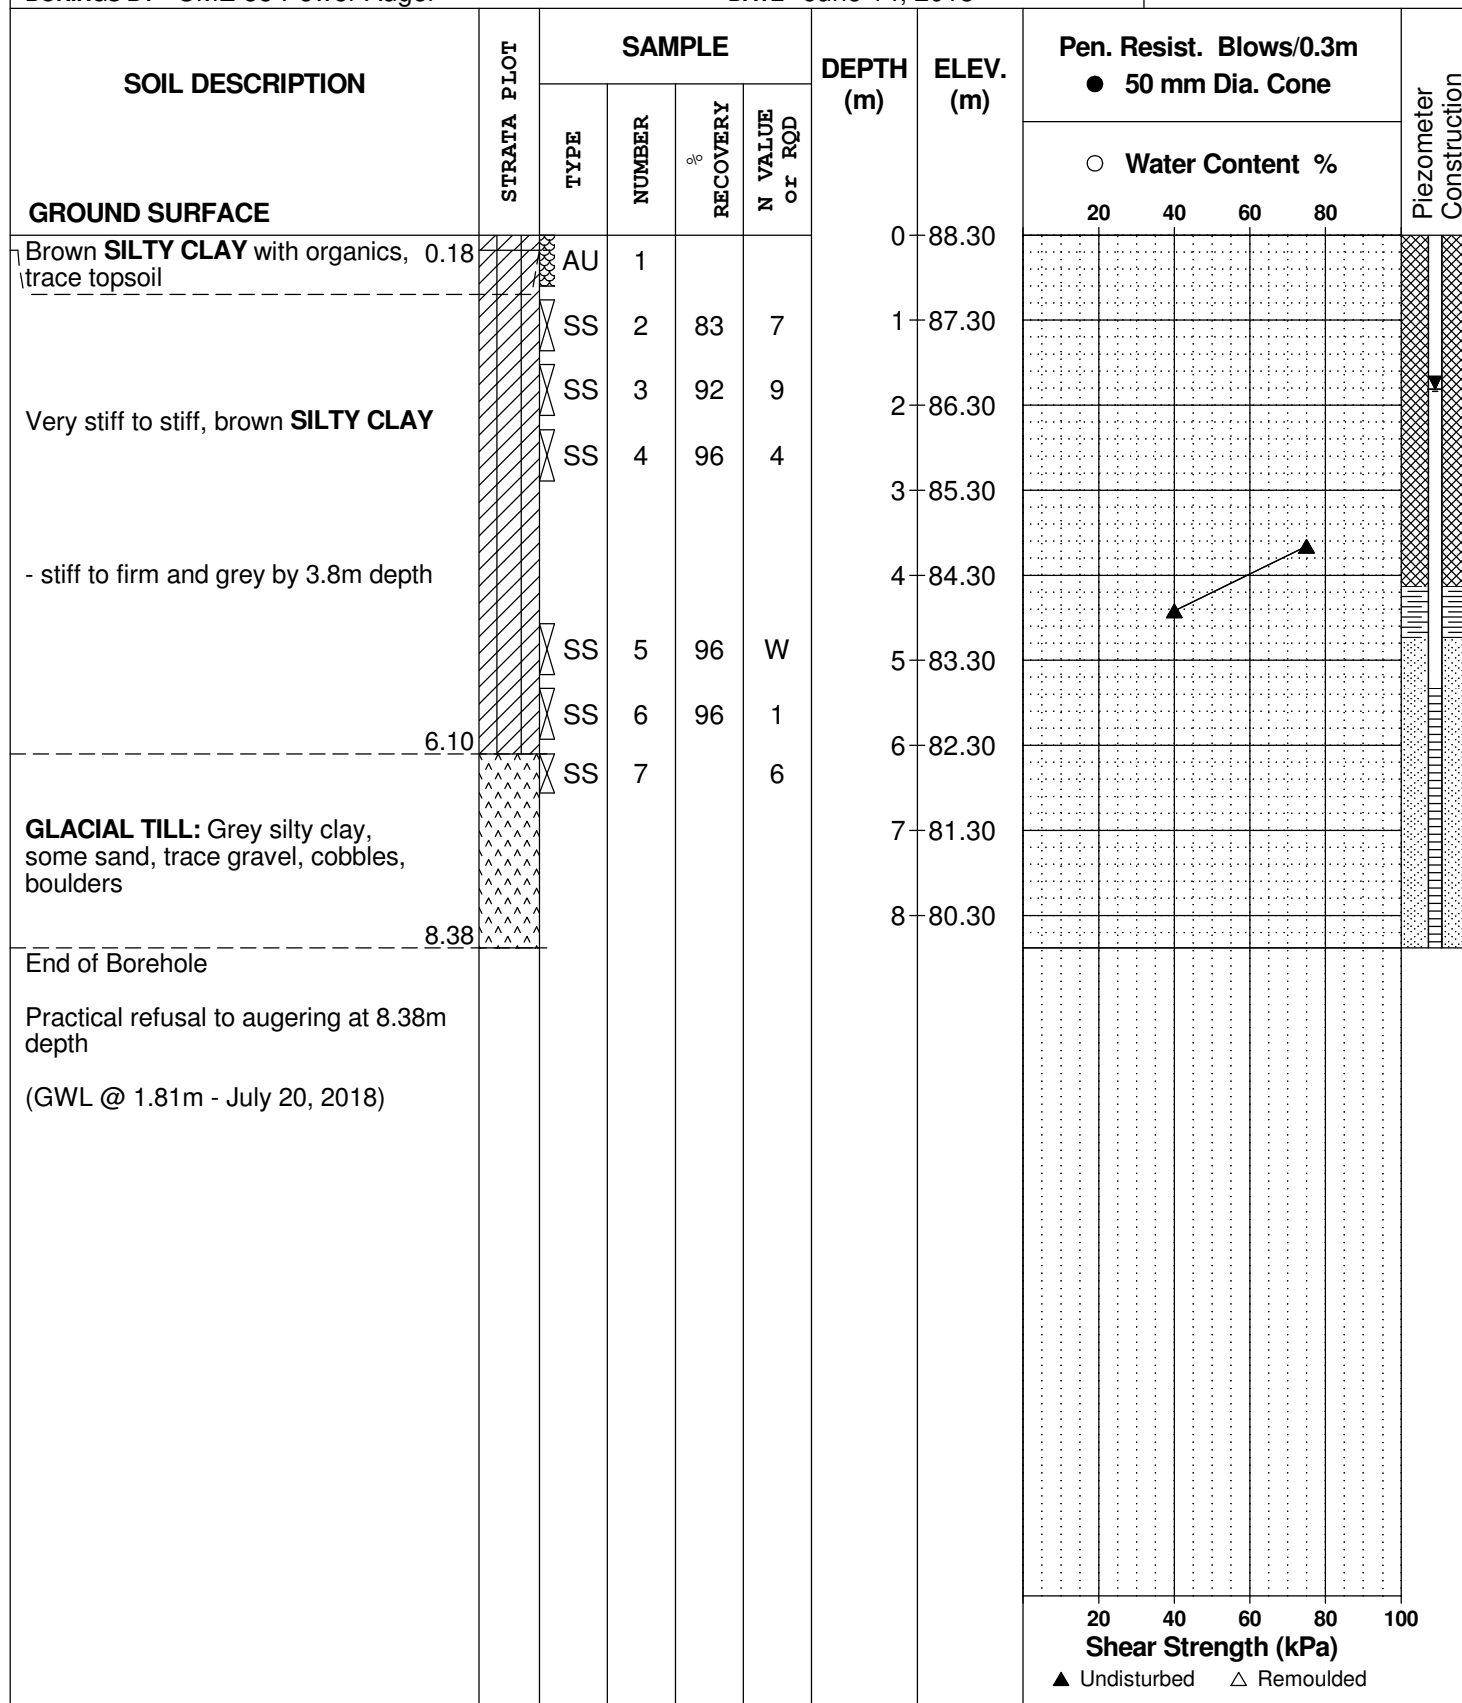 SOIL DESCRIPTION
GROUND SURFACE
STRATA PLOT
SAMPLE
TYPE
NUMBER
% RECOVERY
N VALUE or RQD
DEPTH (m)
ELEV. (m)
Pen. Resist. Blows/0.3m
● 50 mm Dia. Cone
○ Water Content %
20 40 60 80
Piezometer Construction
0 88.30
Brown SILTY CLAY with organics, 0.18
trace topsoil
AU 1
SS 2 83 7
1 87.30
SS 3 92 9
2 86.30
Very stiff to stiff, brown SILTY CLAY
SS 4 96 4
3 85.30
- stiff to firm and grey by 3.8m depth
4 84.30
SS 5 96 W
5 83.30
SS 6 96 1
6.10
6 82.30
SS 7 6
GLACIAL TILL: Grey silty clay,
some sand, trace gravel, cobbles,
boulders
7 81.30
8 80.30
8.38
End of Borehole
Practical refusal to augering at 8.38m
depth
(GWL @ 1.81m - July 20, 2018)
20 40 60 80 100
Shear Strength (kPa)
▲ Undisturbed △ Remoulded